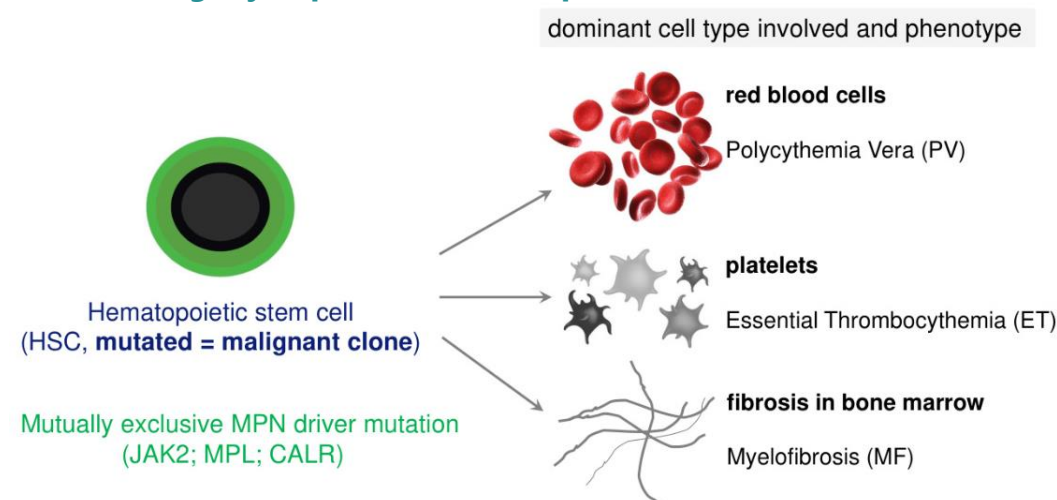 dominant cell type involved and phenotype
red blood cells
Polycythemia Vera (PV)
platelets
Essential Thrombocythemia (ET)
Hematopoietic stem cell
(HSC, mutated = malignant clone)
fibrosis in bone marrow
Mutually exclusive MPN driver mutation
(JAK2; MPL; CALR)
Myelofibrosis (MF)